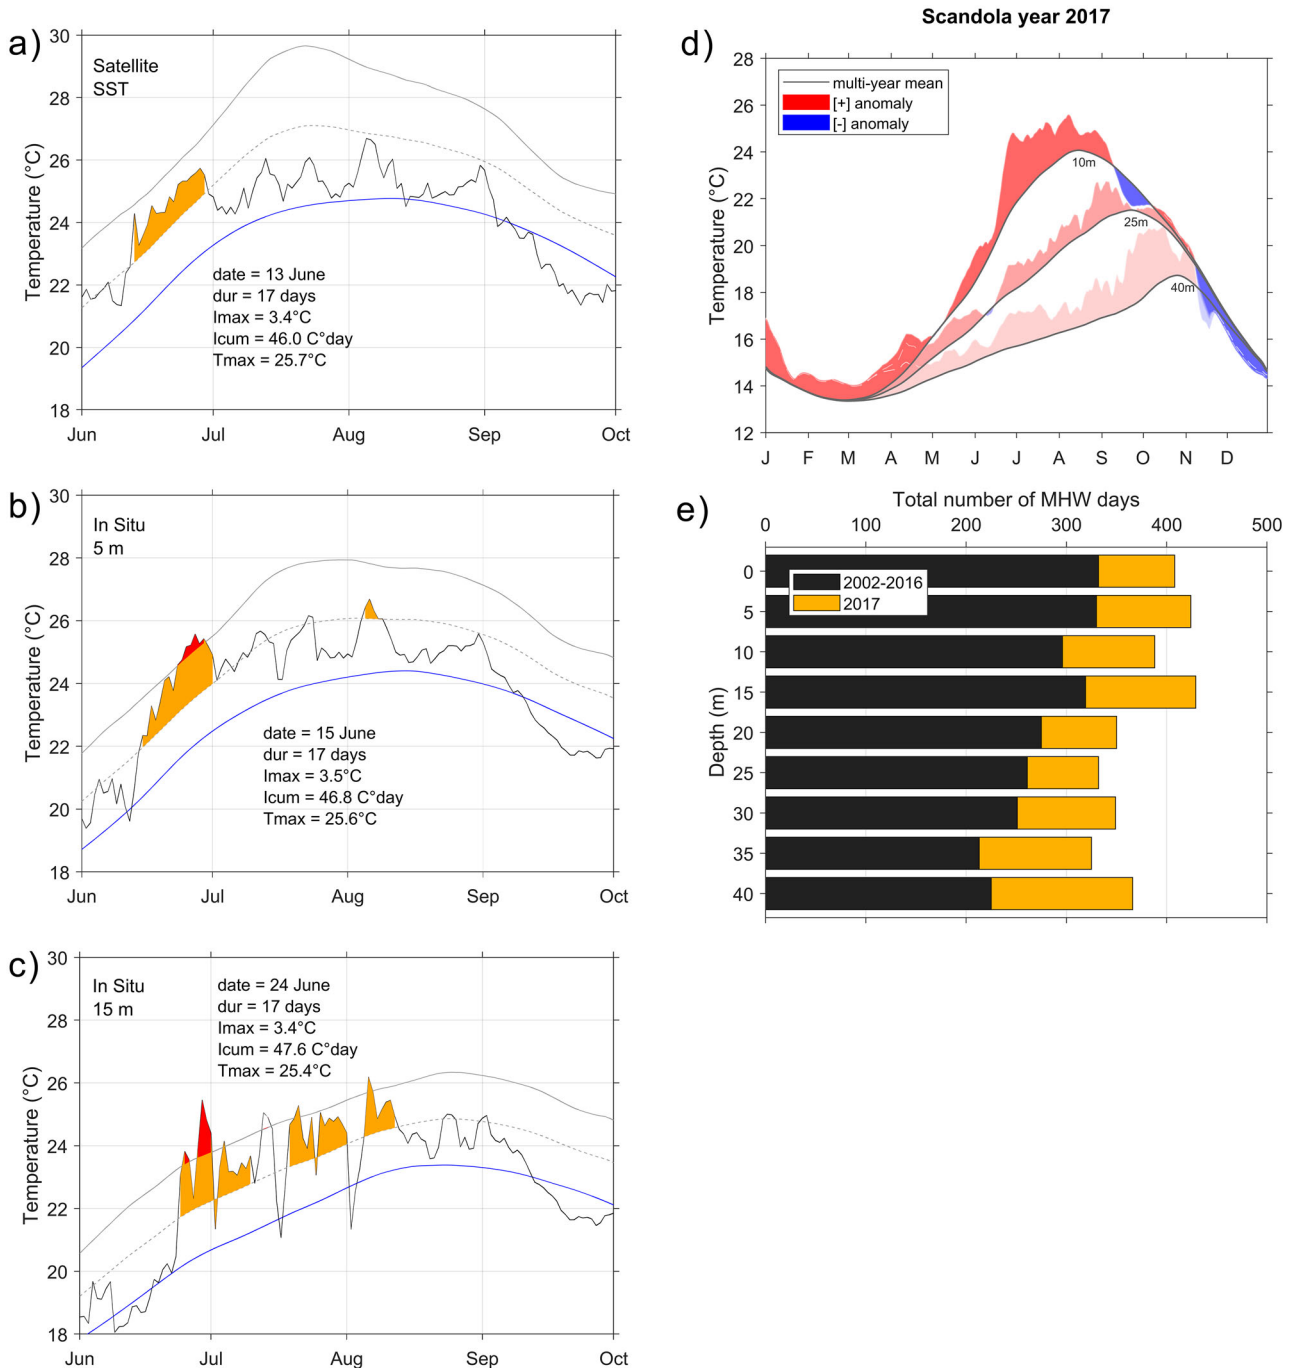 a)
Satellite
SST
Temperature (°C)
30
28
26
24
22
20
18
date = 13 June
dur = 17 days
Imax = 3.4°C
Icum = 46.0 C°day
Tmax = 25.7°C
Jun Jul Aug Sep Oct
b)
In Situ
5 m
Temperature (°C)
30
28
26
24
22
20
18
date = 15 June
dur = 17 days
Imax = 3.5°C
Icum = 46.8 C°day
Tmax = 25.6°C
Jun Jul Aug Sep Oct
c)
In Situ
15 m
Temperature (°C)
30
28
26
24
22
20
18
date = 24 June
dur = 17 days
Imax = 3.4°C
Icum = 47.6 C°day
Tmax = 25.4°C
Jun Jul Aug Sep Oct
Scandola year 2017
d)
Temperature (°C)
28
26
24
22
20
18
16
14
12
multi-year mean
[+] anomaly
[-] anomaly
10m
25m
40m
J F M A M J J A S O N D
e)
Total number of MHW days
0 100 200 300 400 500
Depth (m)
0
5
10
15
20
25
30
35
40
2002-2016
2017